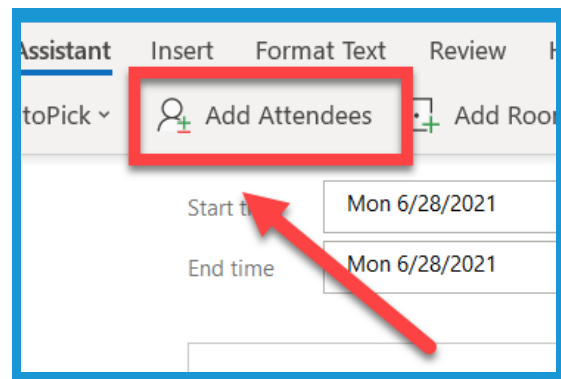 Assistant Insert Format Text Review H
toPick Add Attendees Add Roo
Start Mon 6/28/2021
End time Mon 6/28/2021